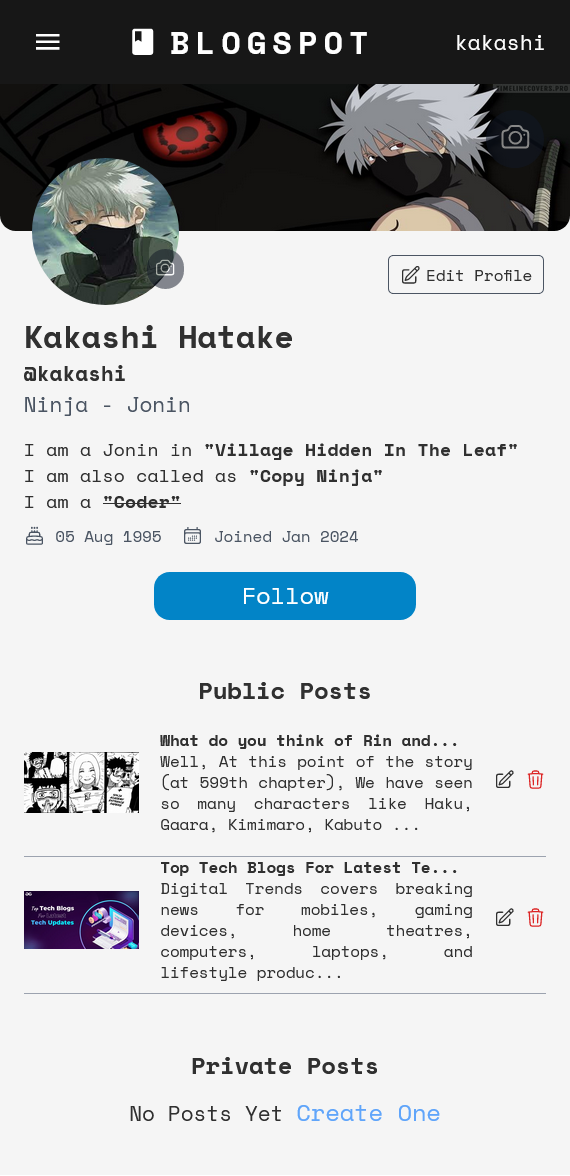 BLOGSPOT
kakashi
TIMELINECOVERS.PRO
Edit Profile
Kakashi Hatake
@kakashi
Ninja - Jonin
I am a Jonin in "Village Hidden In The Leaf"
I am also called as "Copy Ninja"
I am a "Coder"
05 Aug 1995 Joined Jan 2024
Follow
Public Posts
What do you think of Rin and...
Well, At this point of the story
(at 599th chapter), We have seen
so many characters like Haku,
Gaara, Kimimaro, Kabuto ...
Top Tech Blogs For Latest Te...
Digital Trends covers breaking
news for mobiles, gaming
devices, home theatres,
computers, laptops, and
lifestyle produc...
Top Tech Blogs
For Latest
Tech Updates
Private Posts
No Posts Yet Create One